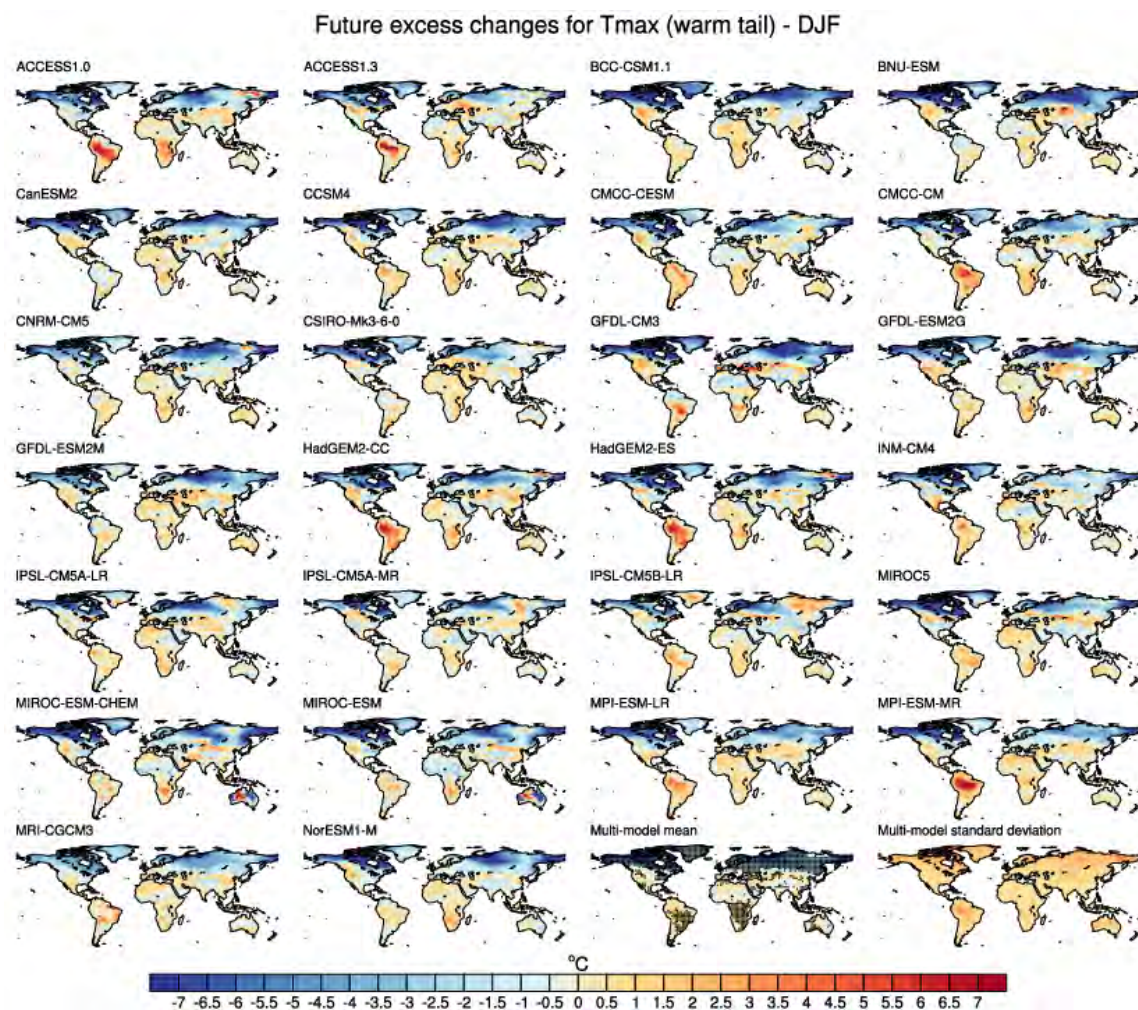 Future excess changes for Tmax (warm tail) - DJF
ACCESS1.0 ACCESS1.3 BCC-CSM1.1 BNU-ESM
CanESM2 CCSM4 CMCC-CESM CMCC-CM
CNRM-CM5 CSIRO-Mk3-6-0 GFDL-CM3 GFDL-ESM2G
GFDL-ESM2M HadGEM2-CC HadGEM2-ES INM-CM4
IPSL-CM5A-LR IPSL-CM5A-MR IPSL-CM5B-LR MIROC5
MIROC-ESM-CHEM MIROC-ESM MPI-ESM-LR MPI-ESM-MR
MRI-CGCM3 NorESM1-M Multi-model mean Multi-model standard deviation
°C
-7 -6.5 -5.5 -5 -4.5 -4 -3.5 -3 -2.5 -2 -1.5 -1 -0.5 0 0.5 1 1.5 2 2.5 3 3.5 4 4.5 5 5.5 6 6.5 7